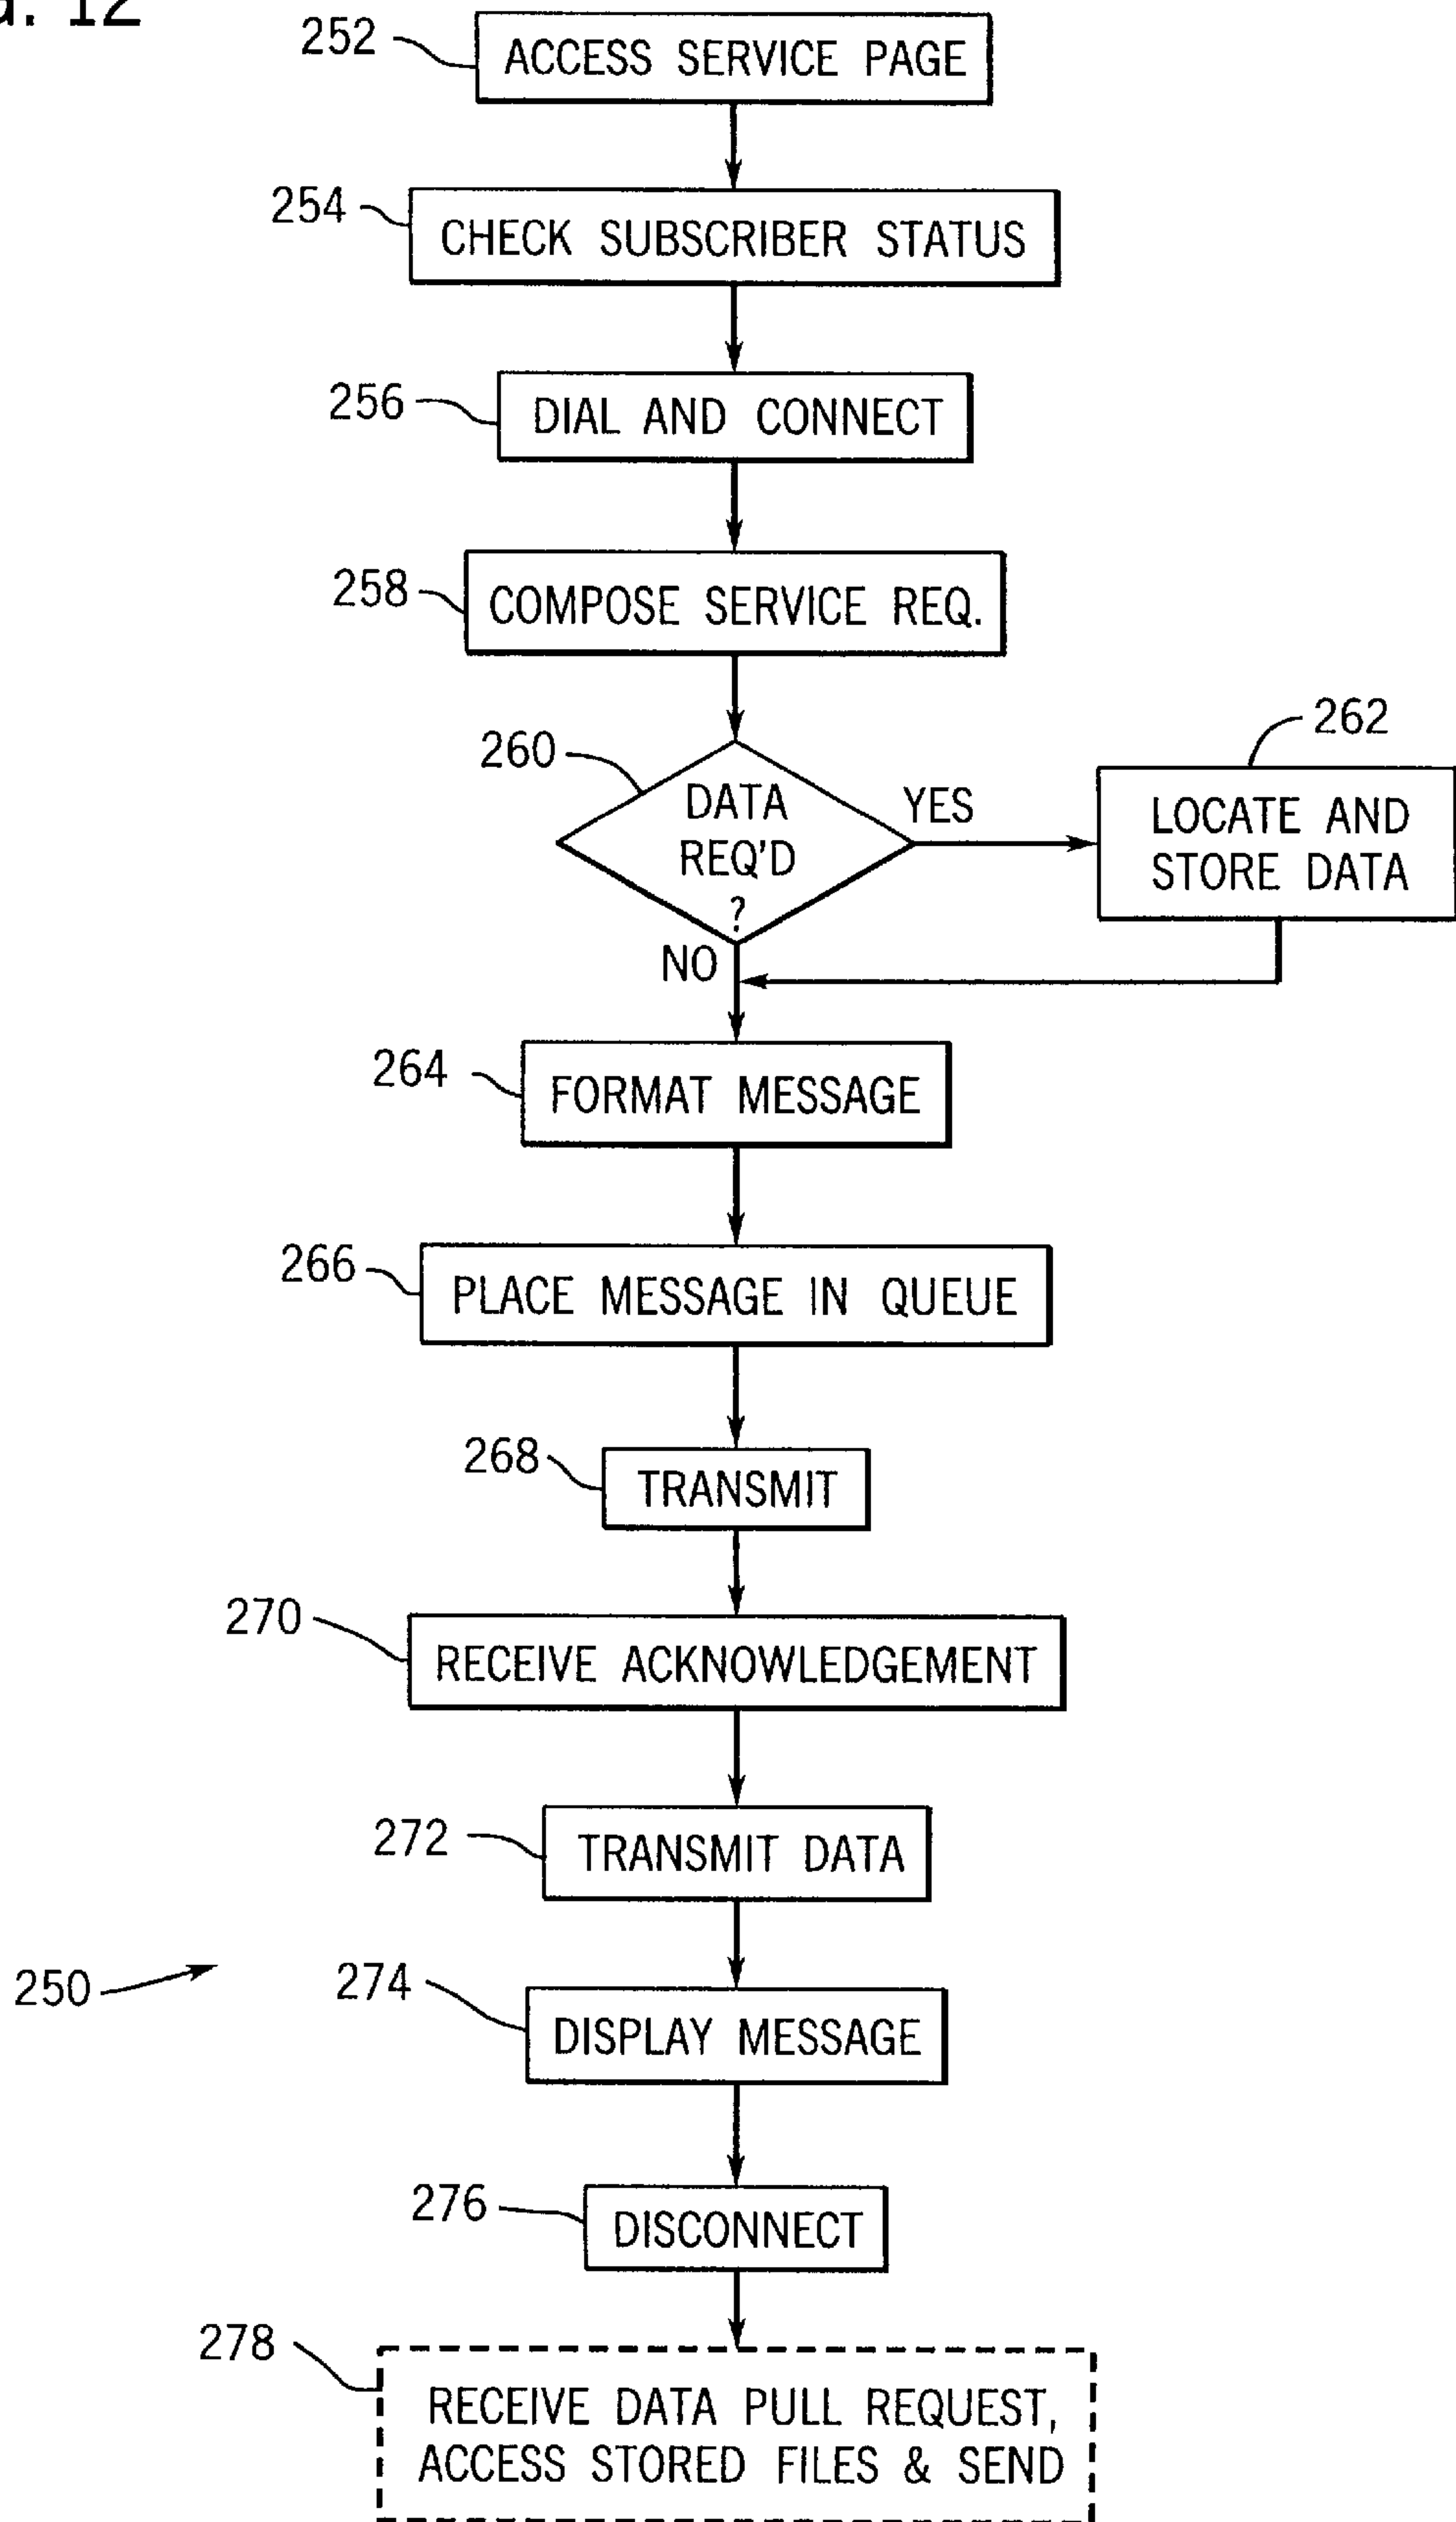 12
252
ACCESS SERVICE PAGE
254
CHECK SUBSCRIBER STATUS
256
DIAL AND CONNECT
258
COMPOSE SERVICE REQ.
260
DATA
REQ'D
?
YES
262
LOCATE AND
STORE DATA
NO
264
FORMAT MESSAGE
266
PLACE MESSAGE IN QUEUE
268
TRANSMIT
270
RECEIVE ACKNOWLEDGEMENT
272
TRANSMIT DATA
250
274
DISPLAY MESSAGE
276
DISCONNECT
278
RECEIVE DATA PULL REQUEST,
ACCESS STORED FILES & SEND